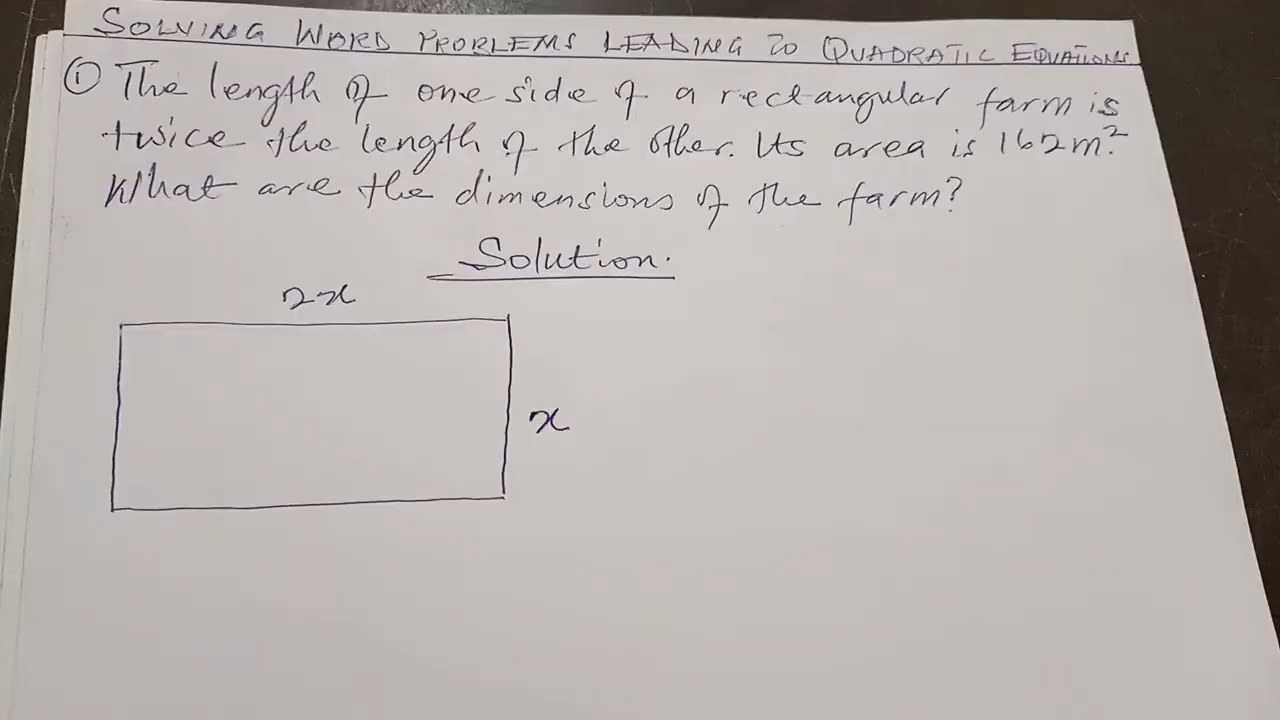 SOLVING WORD PROBLEMS LEADING TO QUADRATIC EQUATIONS
① The length of one side of a rectangular farm is
twice the length of the other. Its area is 162m².
What are the dimensions of the farm?
Solution.
2x
x